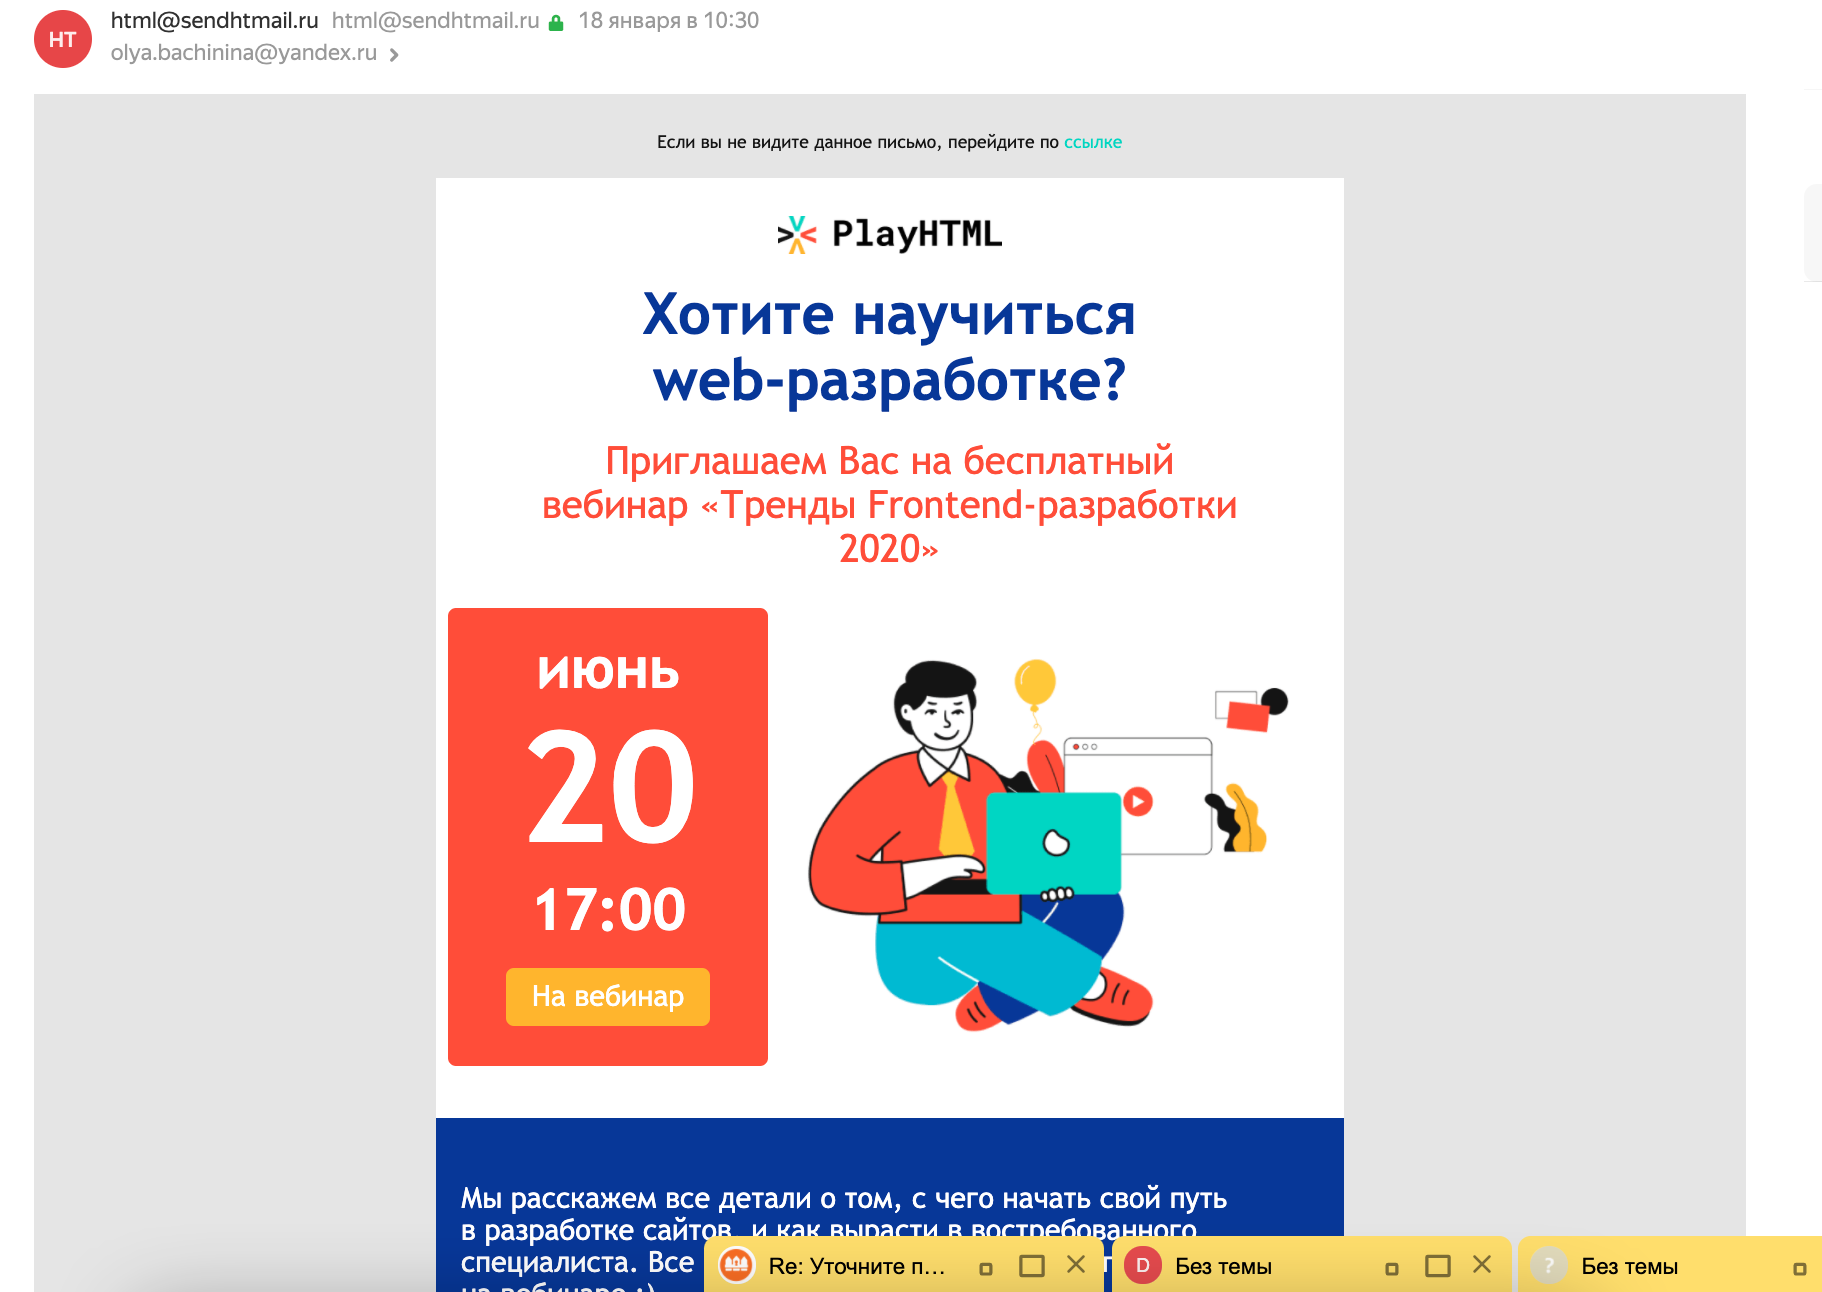 НТ
html@sendhtmail.ru html@sendhtmail.ru 18 января в 10:30
olya.bachinina@yandex.ru
Если вы не видите данное письмо, перейдите по ссылке
PlayHTML
Хотите научиться
web-разработке?
Приглашаем Вас на бесплатный
вебинар «Тренды Frontend-разработки
2020»
ИЮНЬ
20
17:00
На вебинар
Мы расскажем все детали о том, с чего начать свой путь
в разработке сайтов, и как вырасти в востребованного
специалиста. Все
на вебинаре :)
Re: Уточните п...
D Без темы
? Без темы